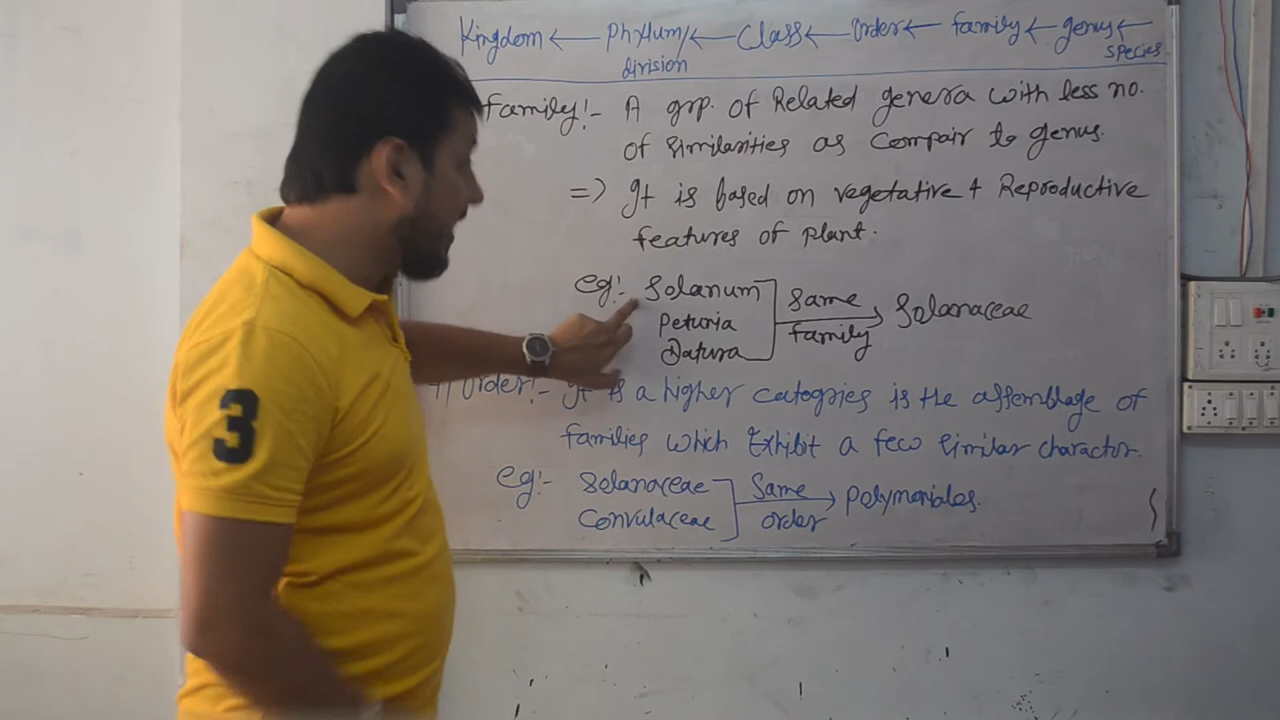 Kingdom ← Phylum/ ← Class ← Order ← family ← genus ←
division species
family:- A grp. of Related genera with less no.
of similarities as compair to genus.
=> It is based on vegetative + Reproductive
features of plant.
eg:- Solanum
Petunia
Datura
same family → Solanaceae
order:- It is a higher categories is the assemblage of
families which Exhibit a few similar charactor.
eg:- Solanaceae
Convulaceae
Same order → Polymoniales.
3